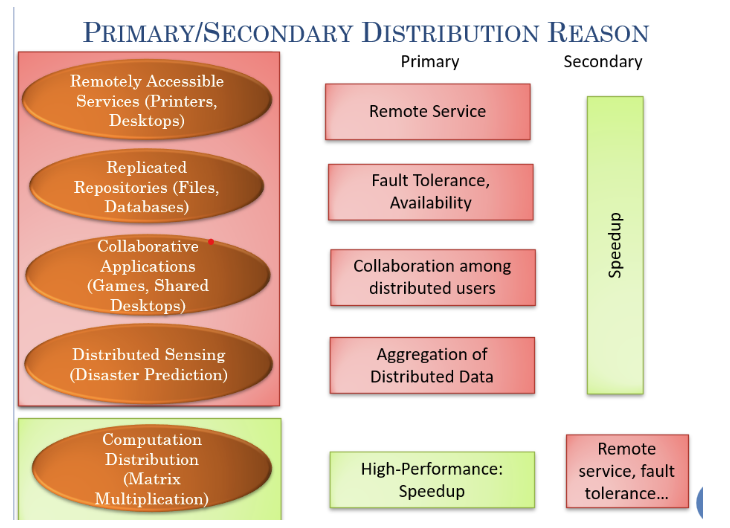 PRIMARY/SECONDARY DISTRIBUTION REASON
Primary
Secondary
Remotely Accessible
Services (Printers,
Desktops)
Remote Service
Replicated
Repositories (Files,
Databases)
Fault Tolerance,
Availability
Collaborative
Applications
(Games, Shared
Desktops)
Collaboration among
distributed users
Distributed Sensing
(Disaster Prediction)
Aggregation of
Distributed Data
Speedup
Computation
Distribution
(Matrix
Multiplication)
High-Performance:
Speedup
Remote
service, fault
tolerance...